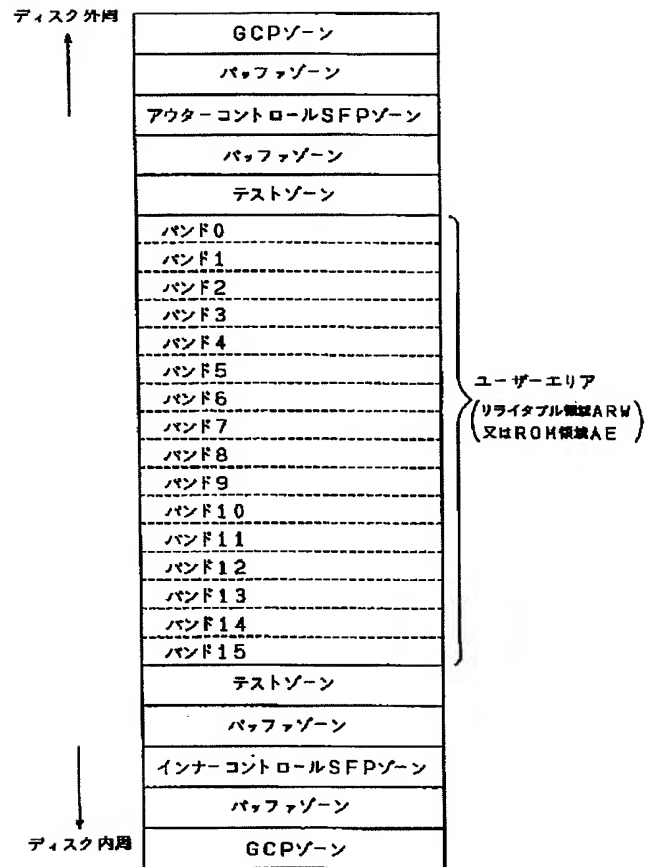 ディスク外周
GCPゾーン
バッファゾーン
アウターコントロールSFPゾーン
バッファゾーン
テストゾーン
バンド0
バンド1
バンド2
バンド3
バンド4
バンド5
バンド6
バンド7
バンド8
バンド9
バンド10
バンド11
バンド12
バンド13
バンド14
バンド15
ユーザーエリア
(リライタブル領域ARW
又はROM領域AE)
テストゾーン
バッファゾーン
インナーコントロールSFPゾーン
バッファゾーン
ディスク内周
GCPゾーン